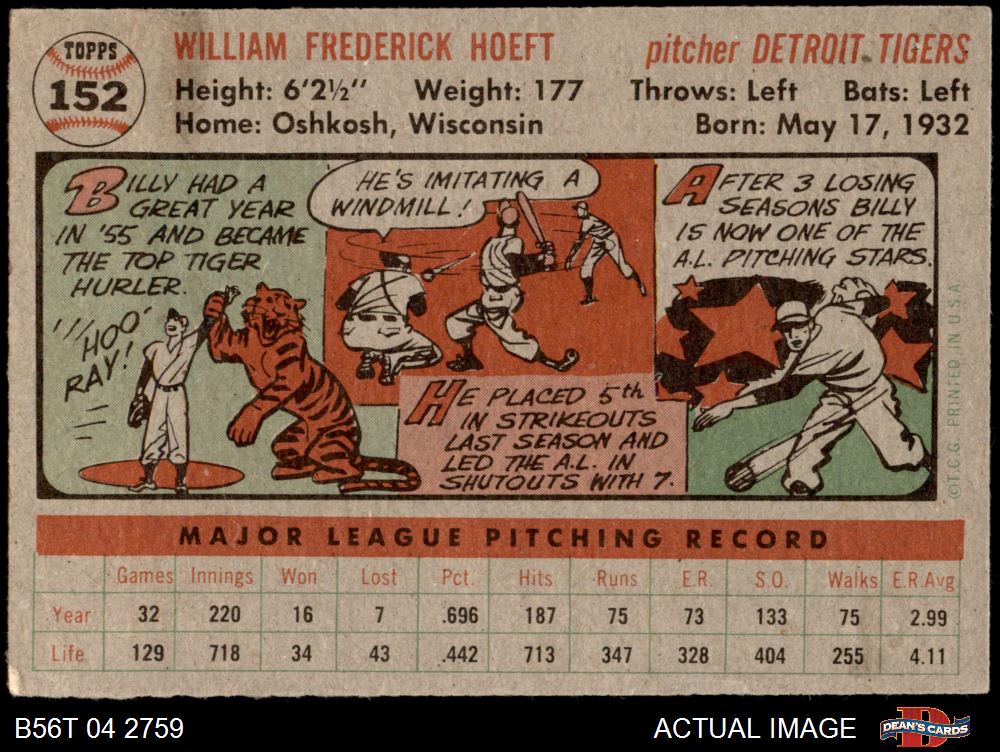 TOPPS
152
WILLIAM FREDERICK HOEFT
pitcher DETROIT TIGERS
Height: 6'2½" Weight: 177 Throws: Left Bats: Left
Home: Oshkosh, Wisconsin Born: May 17, 1932
BILLY HAD A
GREAT YEAR
IN '55 AND BECAME
THE TOP TIGER
HURLER.
HOO
RAY!
HE'S IMITATING A
WINDMILL!
HE PLACED 5th
IN STRIKEOUTS
LAST SEASON AND
LED THE A.L. IN
SHUTOUTS WITH 7.
AFTER 3 LOSING
SEASONS BILLY
IS NOW ONE OF THE
A.L. PITCHING STARS.
©T.C.G. PRINTED IN U.S.A.
MAJOR LEAGUE PITCHING RECORD
Games Innings Won Lost Pct. Hits Runs E.R. S.O. Walks E.R.Avg
Year 32 220 16 7 .696 187 75 73 133 75 2.99
Life 129 718 34 43 .442 713 347 328 404 255 4.11
B56T 04 2759 ACTUAL IMAGE
DEAN'S CARDS